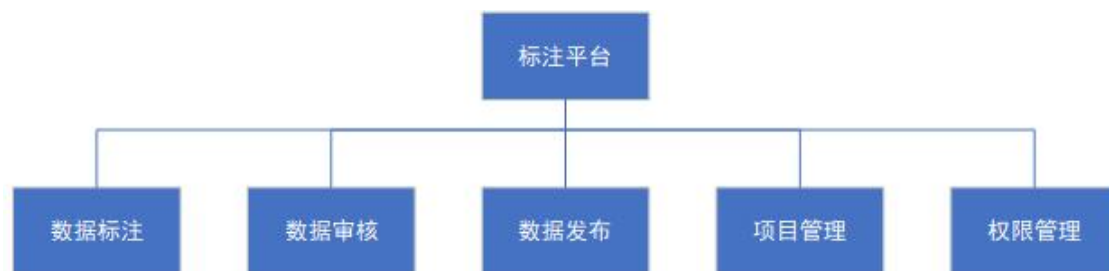 标注平台
数据标注
数据审核
数据发布
项目管理
权限管理